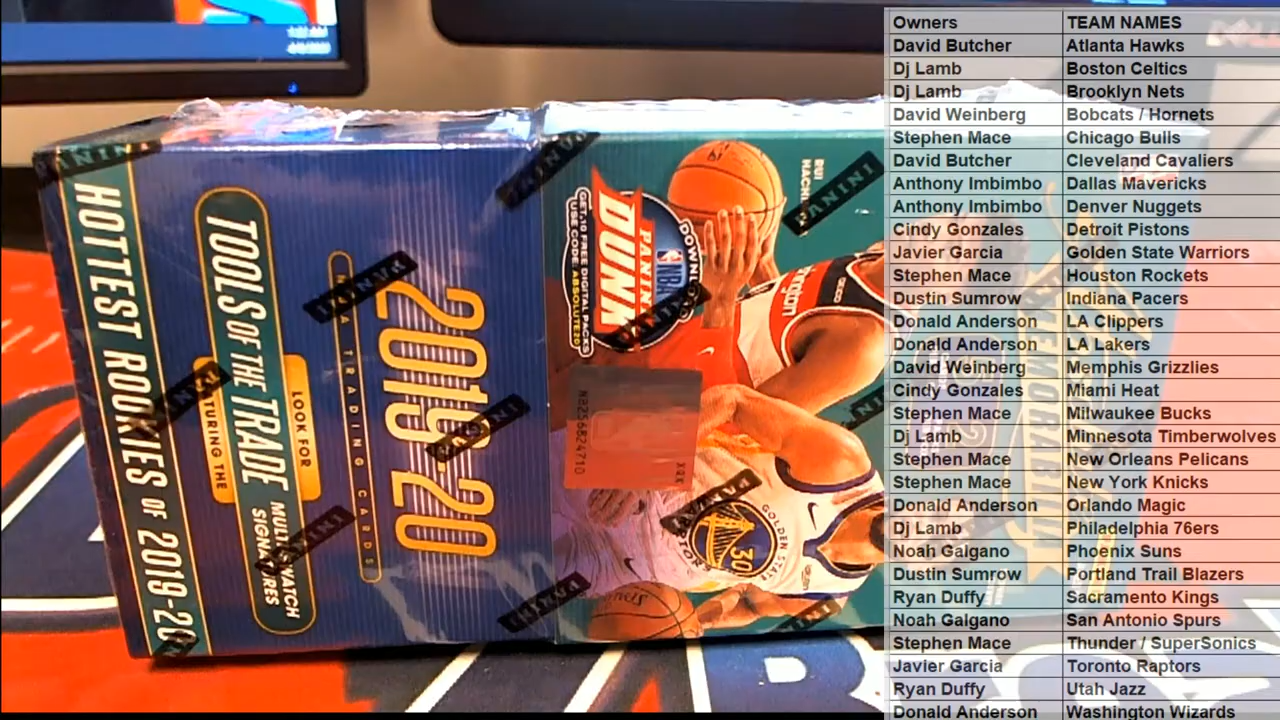 Owners TEAM NAMES
David Butcher Atlanta Hawks
Dj Lamb Boston Celtics
Dj Lamb Brooklyn Nets
David Weinberg Bobcats / Hornets
Stephen Mace Chicago Bulls
David Butcher Cleveland Cavaliers
Anthony Imbimbo Dallas Mavericks
Anthony Imbimbo Denver Nuggets
Cindy Gonzales Detroit Pistons
Javier Garcia Golden State Warriors
Stephen Mace Houston Rockets
Dustin Sumrow Indiana Pacers
Donald Anderson LA Clippers
Donald Anderson LA Lakers
David Weinberg Memphis Grizzlies
Cindy Gonzales Miami Heat
Stephen Mace Milwaukee Bucks
Dj Lamb Minnesota Timberwolves
Stephen Mace New Orleans Pelicans
Stephen Mace New York Knicks
Donald Anderson Orlando Magic
Dj Lamb Philadelphia 76ers
Noah Galgano Phoenix Suns
Dustin Sumrow Portland Trail Blazers
Ryan Duffy Sacramento Kings
Noah Galgano San Antonio Spurs
Stephen Mace Thunder / SuperSonics
Javier Garcia Toronto Raptors
Ryan Duffy Utah Jazz
Donald Anderson Washington Wizards
2019-20
NBA TRADING CARDS
LOOK FOR
TOOLS OF THE TRADE MULTI-SWATCH SIGNATURES
FEATURING THE
HOTTEST ROOKIES OF 2019-20
DOWNLOAD
NBA
PANINI
DUNK
GET 10 FREE DIGITAL PACKS
USE CODE: ABSOLUTE20
RUI
PANINI
PANINI
PANINI
PANINI
PANINI
PANINI
PANINI
GOLDEN STATE
30
MEMORABILIA